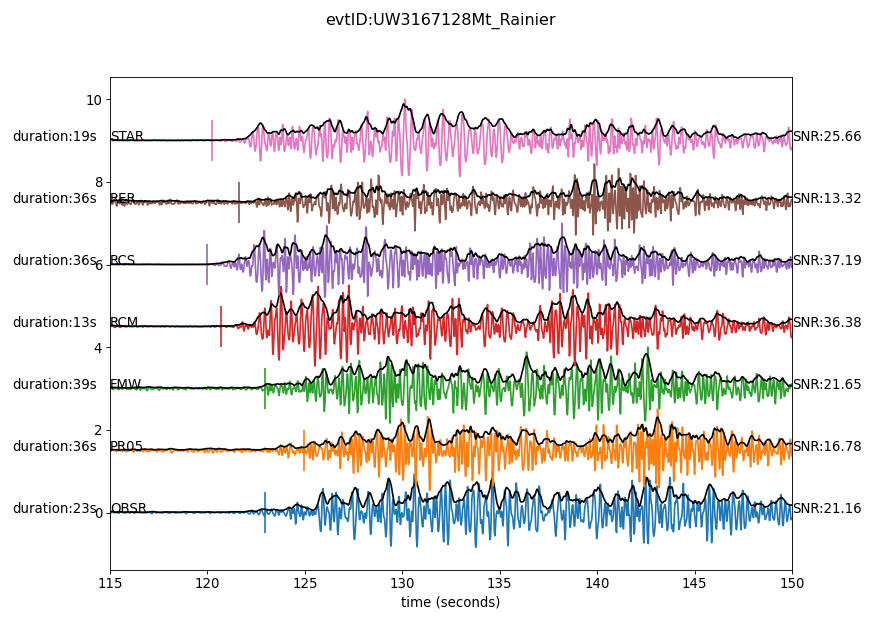 evtID:UW3167128Mt_Rainier
10
duration:19s STAR SNR:25.66
8
duration:36s RER SNR:13.32
duration:36s RCS SNR:37.19
6
duration:13s RCM SNR:36.38
4
duration:39s FMW SNR:21.65
2
duration:36s PR05 SNR:16.78
duration:23s OBSR SNR:21.16
0
115 120 125 130 135 140 145 150
time (seconds)